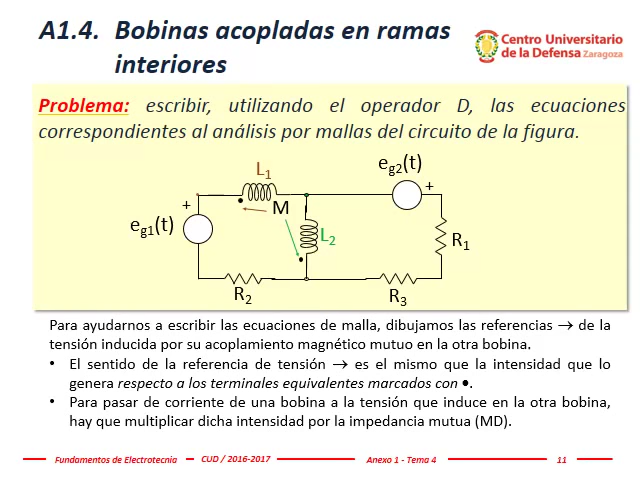 A1.4. Bobinas acopladas en ramas
interiores
Centro Universitario
de la Defensa Zaragoza
Problema: escribir, utilizando el operador D, las ecuaciones
correspondientes al análisis por mallas del circuito de la figura.
L1
eg2(t)
+
+
M
eg1(t)
L2
R1
R2
R3
Para ayudarnos a escribir las ecuaciones de malla, dibujamos las referencias → de la
tensión inducida por su acoplamiento magnético mutuo en la otra bobina.
• El sentido de la referencia de tensión → es el mismo que la intensidad que lo
genera respecto a los terminales equivalentes marcados con •.
• Para pasar de corriente de una bobina a la tensión que induce en la otra bobina,
hay que multiplicar dicha intensidad por la impedancia mutua (MD).
Fundamentos de Electrotecnia CUD / 2016-2017 Anexo 1 - Tema 4 11